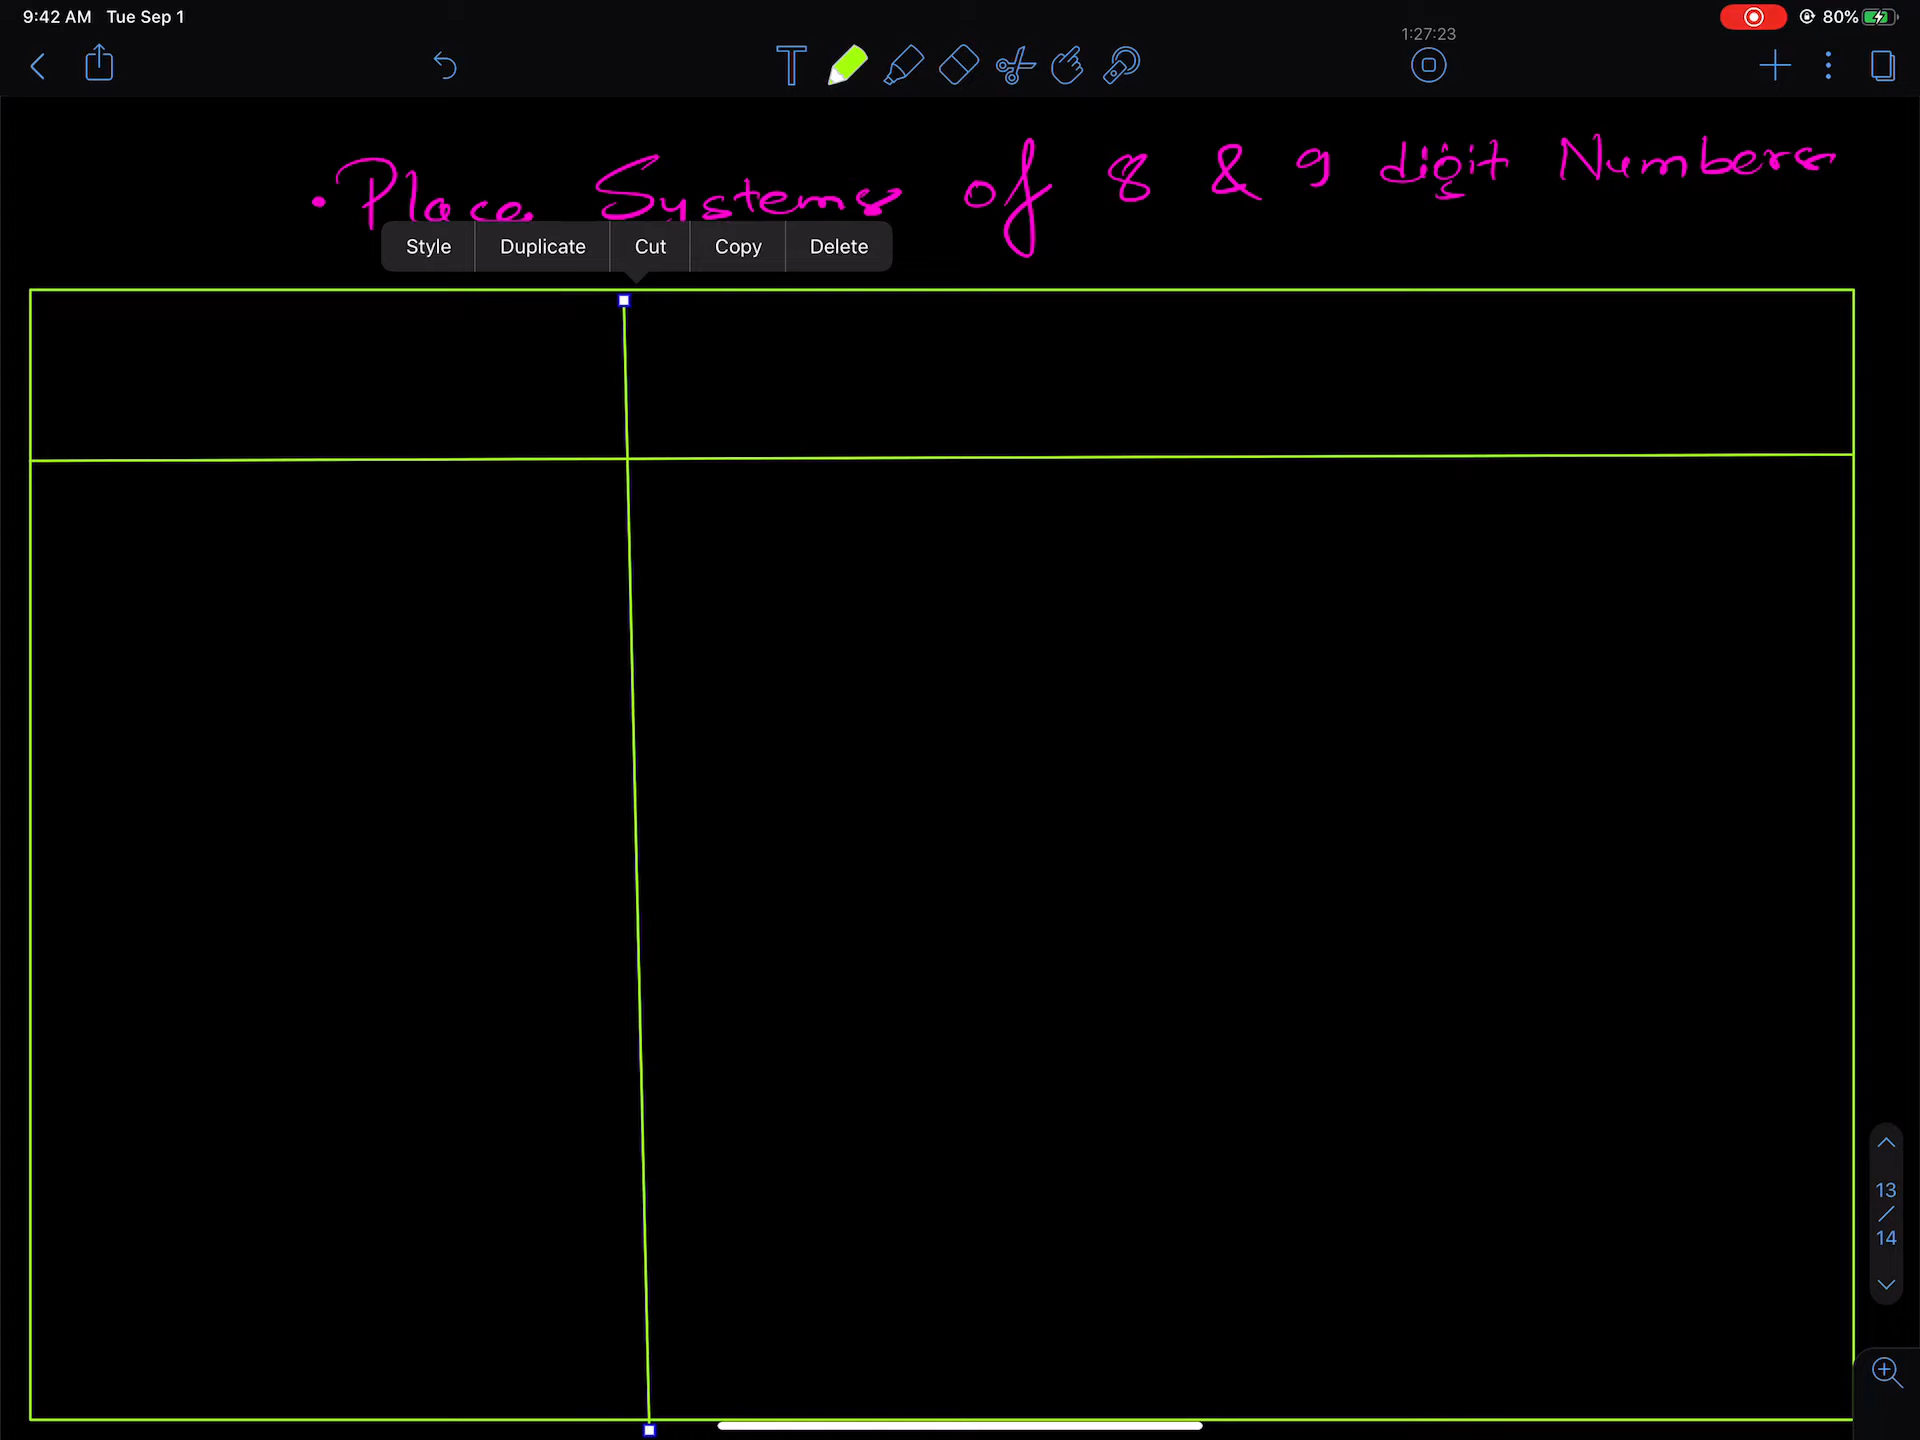 9:42 AM Tue Sep 1
80%
1:27:23
• Place Systems of 8 & 9 digit Numbers
Style Duplicate Cut Copy Delete
13
/
14